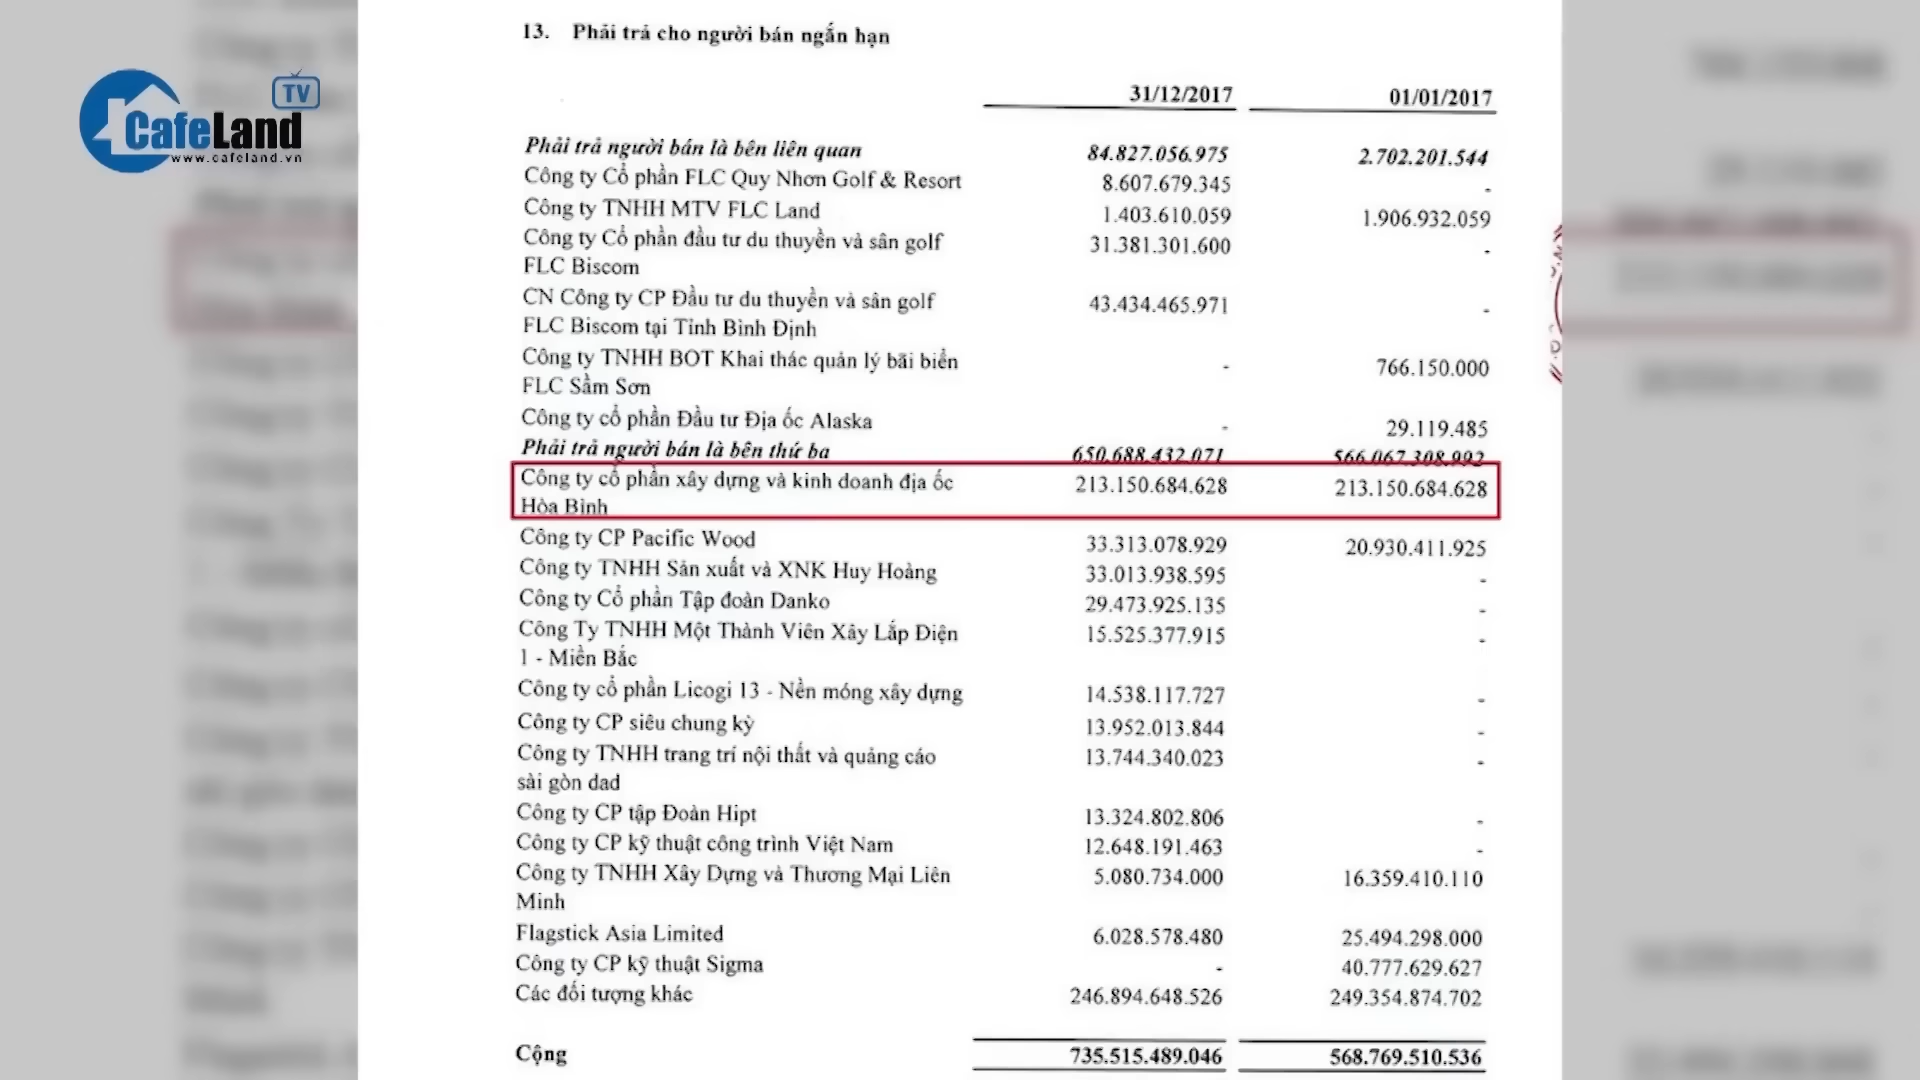 13. Phải trả cho người bán ngắn hạn
31/12/2017 01/01/2017
TV
CafeLand
www.cafeland.vn
Phải trả người bán là bên liên quan 84.827.056.975 2.702.201.544
Công ty Cổ phần FLC Quy Nhơn Golf & Resort 8.607.679.345 -
Công ty TNHH MTV FLC Land 1.403.610.059 1.906.932.059
Công ty Cổ phần đầu tư du thuyền và sân golf 31.381.301.600 -
FLC Biscom
CN Công ty CP Đầu tư du thuyền và sân golf 43.434.465.971 -
FLC Biscom tại Tỉnh Bình Định
Công ty TNHH BOT Khai thác quản lý bãi biển - 766.150.000
FLC Sầm Sơn
Công ty cổ phần Đầu tư Địa ốc Alaska - 29.119.485
Phải trả người bán là bên thứ ba 650.688.432.071 566.067.308.992
Công ty cổ phần xây dựng và kinh doanh địa ốc 213.150.684.628 213.150.684.628
Hòa Bình
Công ty CP Pacific Wood 33.313.078.929 20.930.411.925
Công ty TNHH Sản xuất và XNK Huy Hoàng 33.013.938.595 -
Công ty Cổ phần Tập đoàn Danko 29.473.925.135 -
Công Ty TNHH Một Thành Viên Xây Lắp Điện 15.525.377.915 -
1 - Miền Bắc
Công ty cổ phần Licogi 13 - Nền móng xây dựng 14.538.117.727 -
Công ty CP siêu chung kỳ 13.952.013.844 -
Công ty TNHH trang trí nội thất và quảng cáo 13.744.340.023 -
sài gòn dad
Công ty CP tập Đoàn Hipt 13.324.802.806 -
Công ty CP kỹ thuật công trình Việt Nam 12.648.191.463 -
Công ty TNHH Xây Dựng và Thương Mại Liên 5.080.734.000 16.359.410.110
Minh
Flagstick Asia Limited 6.028.578.480 25.494.298.000
Công ty CP kỹ thuật Sigma - 40.777.629.627
Các đối tượng khác 246.894.648.526 249.354.874.702
Cộng 735.515.489.046 568.769.510.536